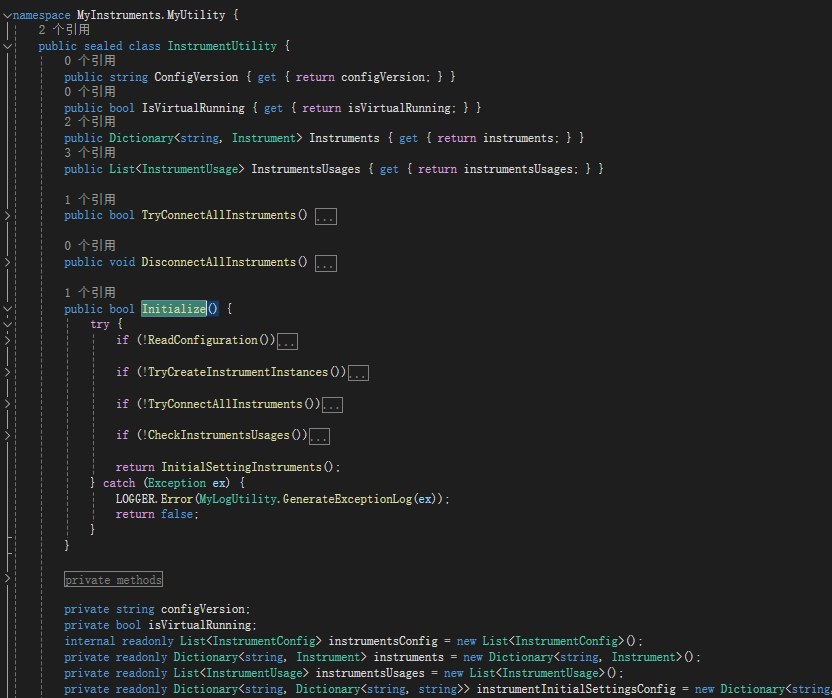 namespace MyInstruments.MyUtility {
2 个引用
public sealed class InstrumentUtility {
0 个引用
public string ConfigVersion { get { return configVersion; } }
0 个引用
public bool IsVirtualRunning { get { return isVirtualRunning; } }
2 个引用
public Dictionary<string, Instrument> Instruments { get { return instruments; } }
3 个引用
public List<InstrumentUsage> InstrumentsUsages { get { return instrumentsUsages; } }
1 个引用
public bool TryConnectAllInstruments() ...
0 个引用
public void DisconnectAllInstruments() ...
1 个引用
public bool Initialize() {
try {
if (!ReadConfiguration())...
if (!TryCreateInstrumentInstances())...
if (!TryConnectAllInstruments())...
if (!CheckInstrumentsUsages())...
return InitialSettingInstruments();
} catch (Exception ex) {
LOGGER.Error(MyLogUtility.GenerateExceptionLog(ex));
return false;
}
}
private methods
private string configVersion;
private bool isVirtualRunning;
internal readonly List<InstrumentConfig> instrumentsConfig = new List<InstrumentConfig>();
private readonly Dictionary<string, Instrument> instruments = new Dictionary<string, Instrument>();
private readonly List<InstrumentUsage> instrumentsUsages = new List<InstrumentUsage>();
private readonly Dictionary<string, Dictionary<string, string>> instrumentInitialSettingsConfig = new Dictionary<string,